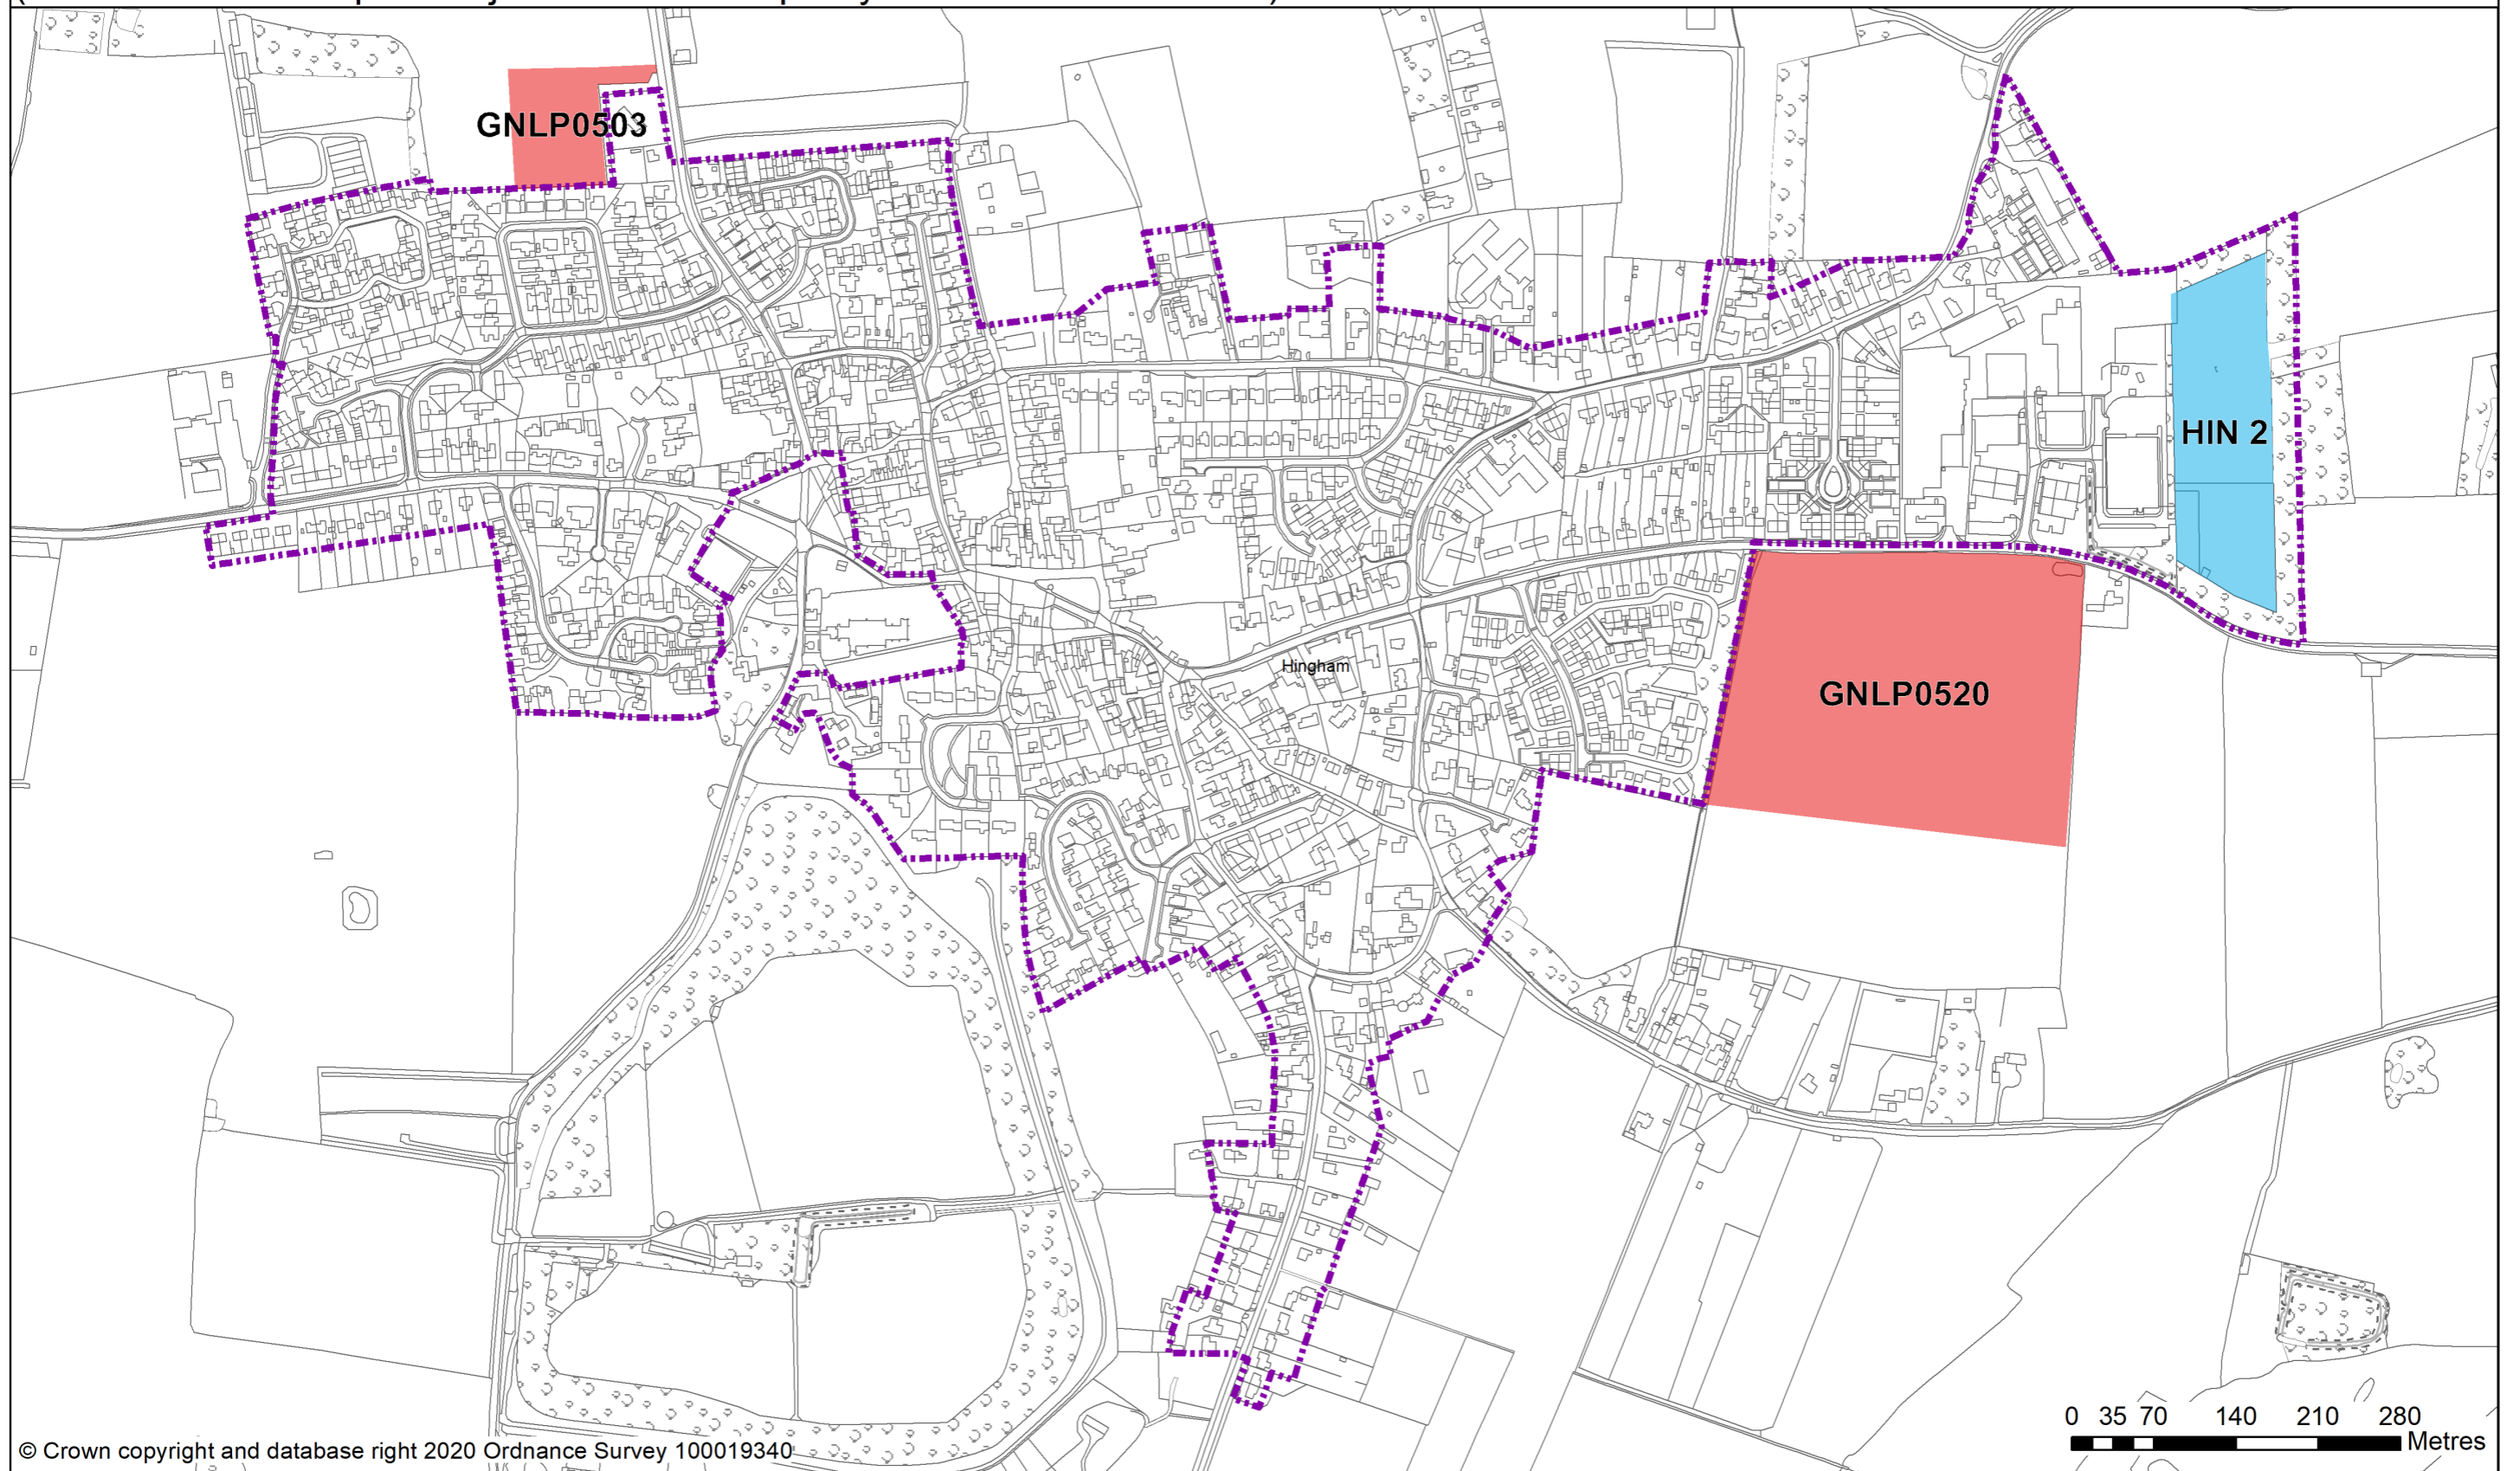 GNLP0503
HIN 2
Hingham
GNLP0520
0 35 70 140 210 280
Metres
© Crown copyright and database right 2020 Ordnance Survey 100019340